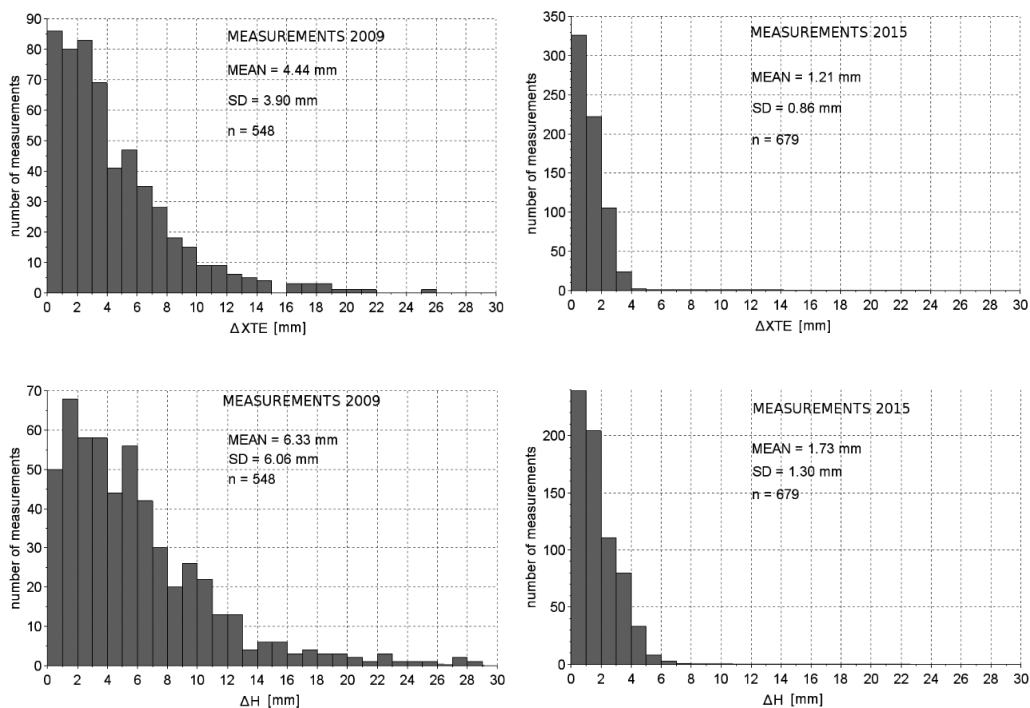 MEASUREMENTS 2009
MEAN = 4.44 mm
SD = 3.90 mm
n = 548
number of measurements
90
80
70
60
50
40
30
20
10
0
0 2 4 6 8 10 12 14 16 18 20 22 24 26 28 30
ΔXTE [mm]
MEASUREMENTS 2015
MEAN = 1.21 mm
SD = 0.86 mm
n = 679
number of measurements
350
300
250
200
150
100
50
0
0 2 4 6 8 10 12 14 16 18 20 22 24 26 28 30
ΔXTE [mm]
MEASUREMENTS 2009
MEAN = 6.33 mm
SD = 6.06 mm
n = 548
number of measurements
70
60
50
40
30
20
10
0
0 2 4 6 8 10 12 14 16 18 20 22 24 26 28 30
ΔH [mm]
MEASUREMENTS 2015
MEAN = 1.73 mm
SD = 1.30 mm
n = 679
number of measurements
200
150
100
50
0
0 2 4 6 8 10 12 14 16 18 20 22 24 26 28 30
ΔH [mm]